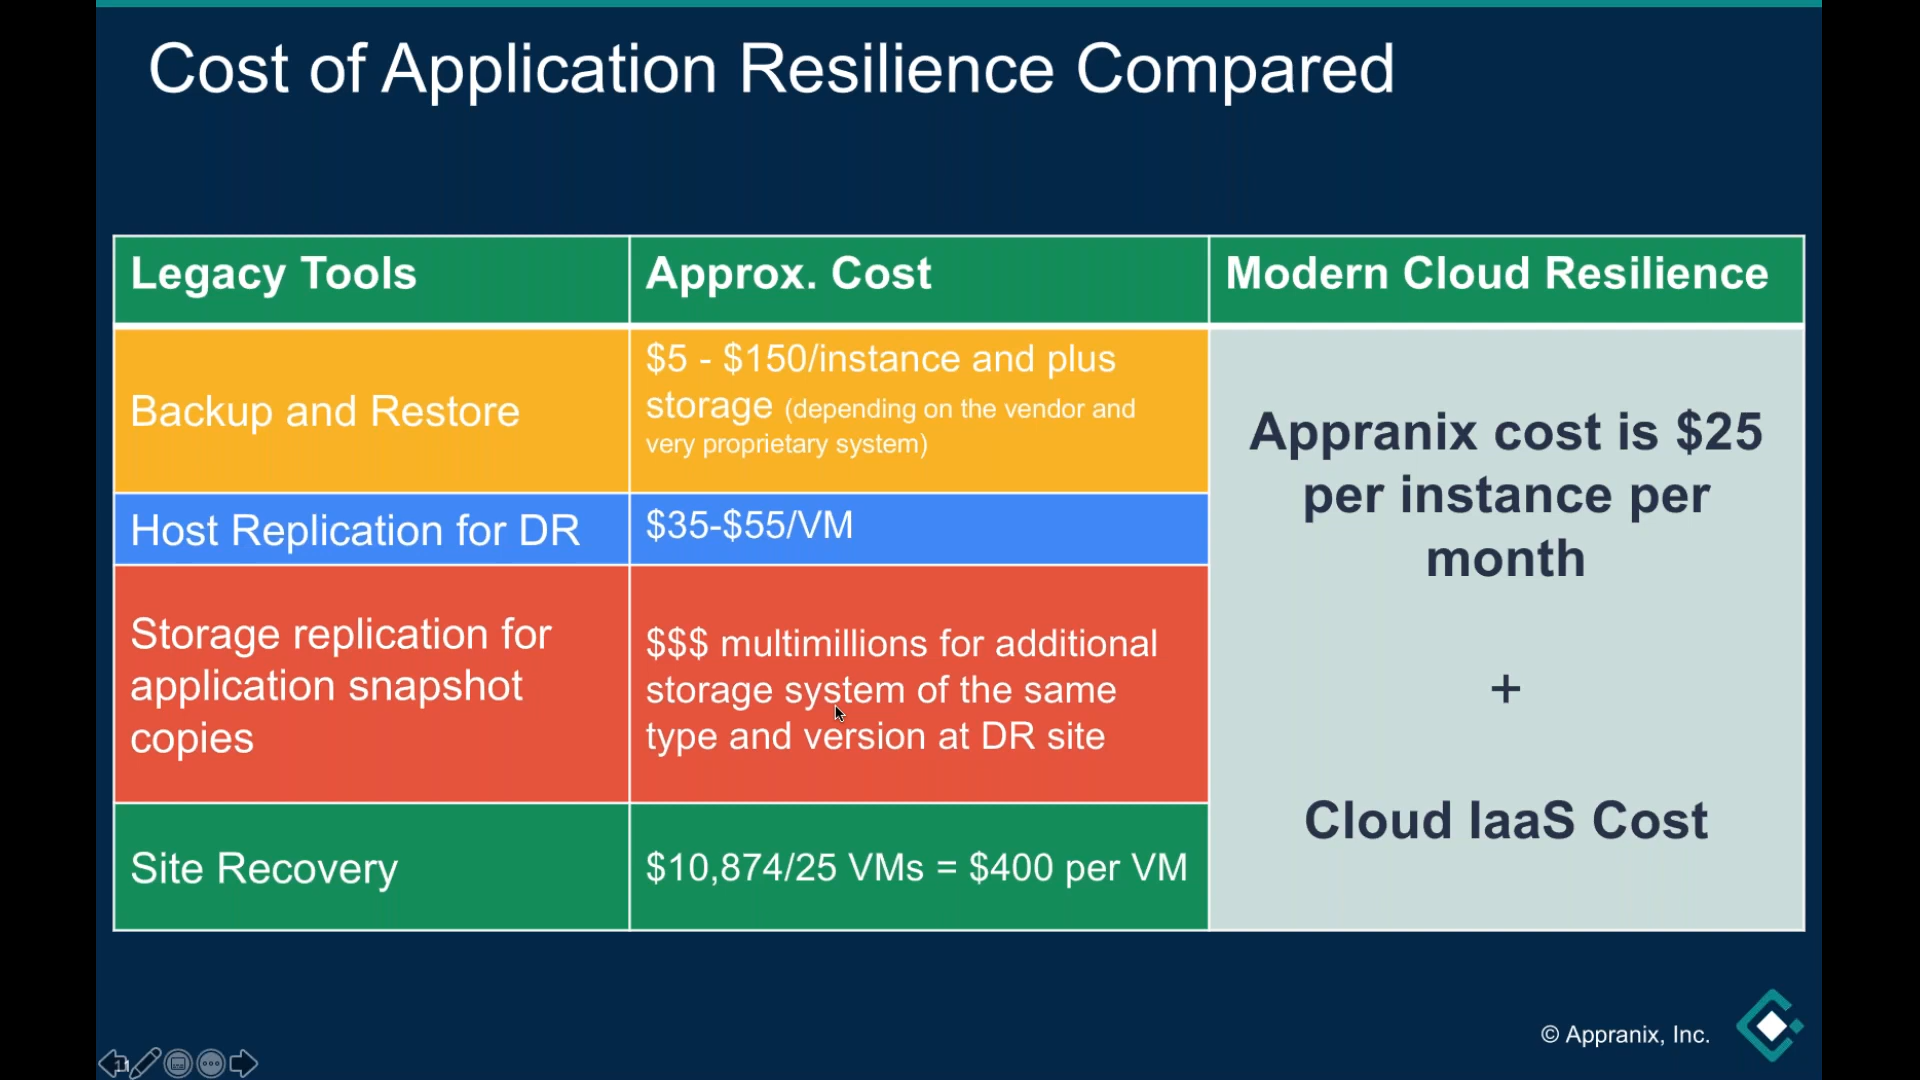 Cost of Application Resilience Compared
Legacy Tools
Approx. Cost
Modern Cloud Resilience
Backup and Restore
$5 - $150/instance and plus
storage (depending on the vendor and
very proprietary system)
Host Replication for DR
$35-$55/VM
Storage replication for
application snapshot
copies
$$$ multimillions for additional
storage system of the same
type and version at DR site
Site Recovery
$10,874/25 VMs = $400 per VM
Appranix cost is $25
per instance per
month
+
Cloud IaaS Cost
© Appranix, Inc.
11